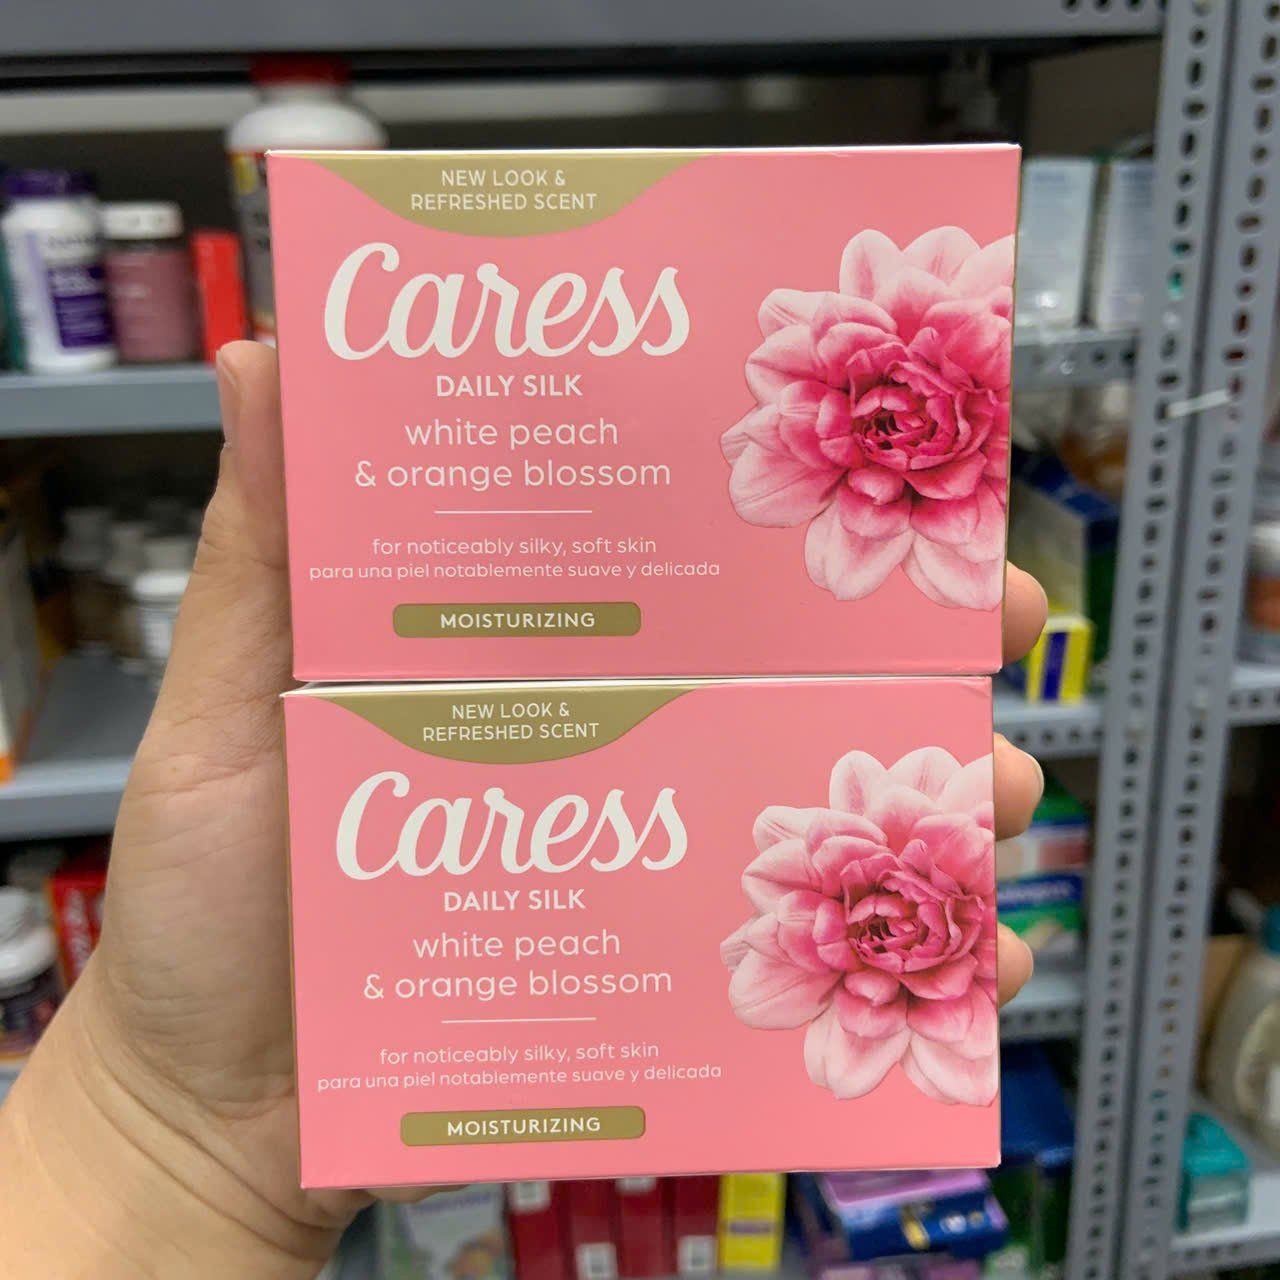 NEW LOOK &
REFRESHED SCENT
Caress
DAILY SILK
white peach
& orange blossom
for noticeably silky, soft skin
para una piel notablemente suave y delicada
MOISTURIZING
NEW LOOK &
REFRESHED SCENT
Caress
DAILY SILK
white peach
& orange blossom
for noticeably silky, soft skin
para una piel notablemente suave y delicada
MOISTURIZING